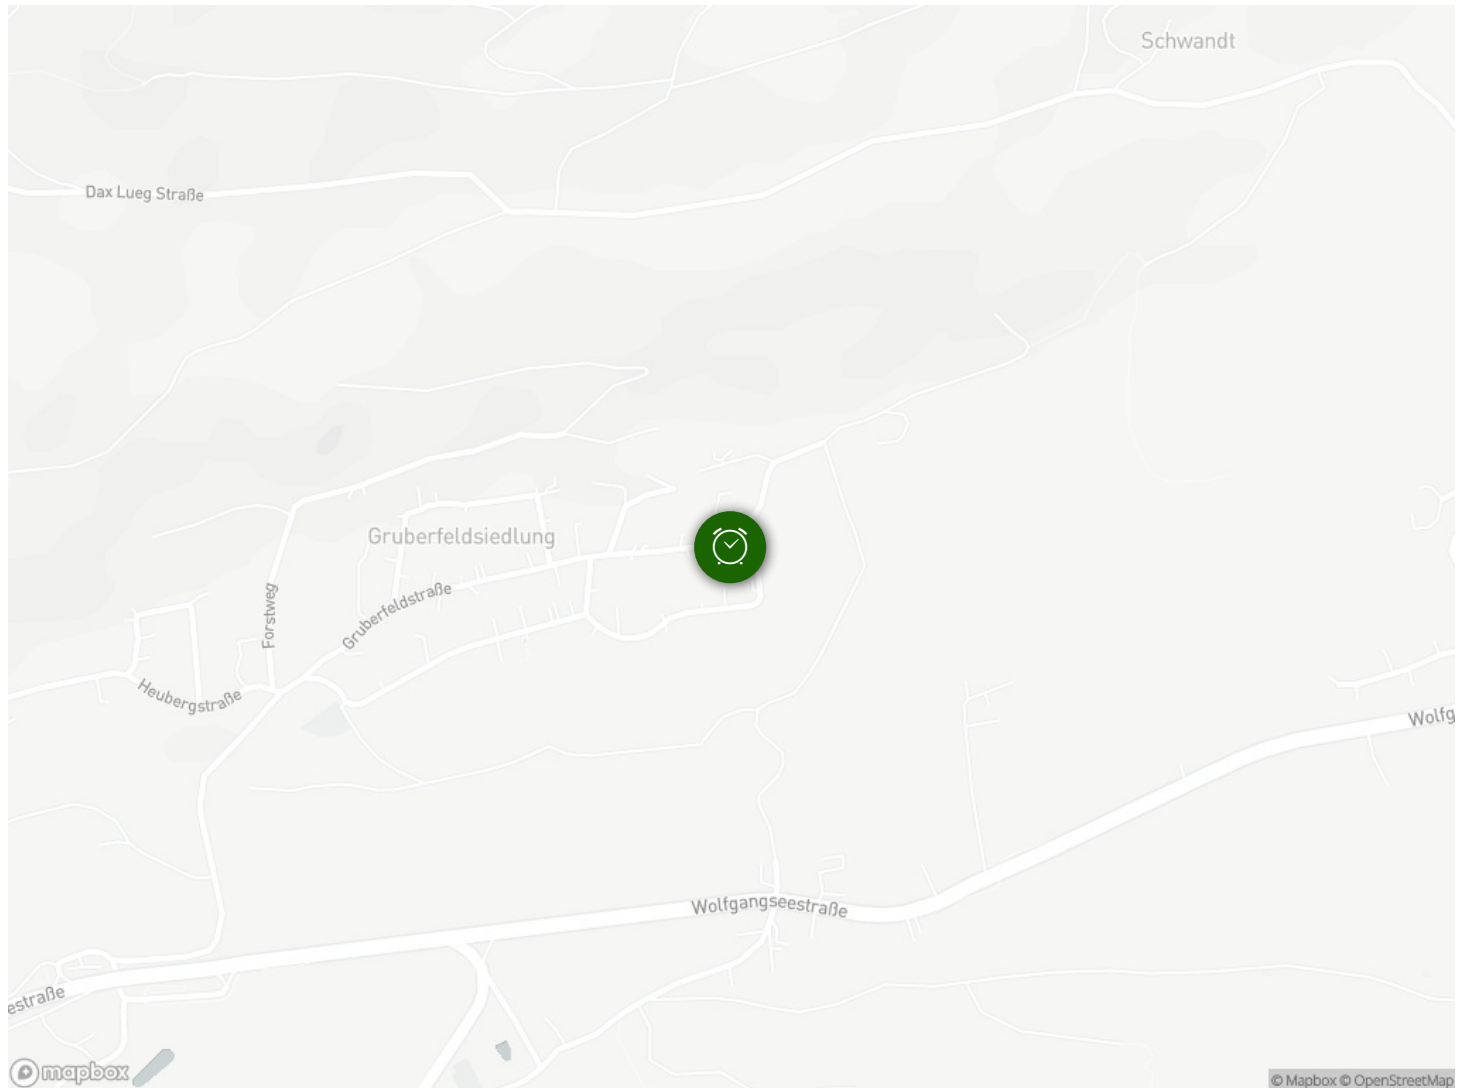 Schwandt
Dax Lueg Straße
Gruberfeldsiedlung
Forstweg
Gruberfeldstraße
Heubergstraße
Wolfg
Wolfgangseestraße
estraße
mapbox
© Mapbox © OpenStreetMap